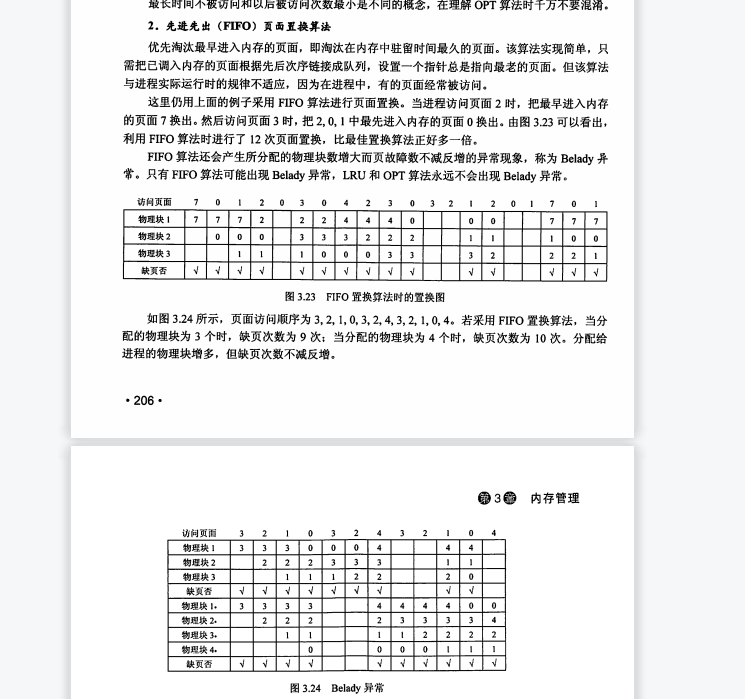 最长时间不被访问和以后被访问次数最小是不同的概念，在理解 OPT 算法时千万不要混淆。
2．先进先出（FIFO）页面置换算法
优先淘汰最早进入内存的页面，即淘汰在内存中驻留时间最久的页面。该算法实现简单，只
需把已调入内存的页面根据先后次序链接成队列，设置一个指针总是指向最老的页面。但该算法
与进程实际运行时的规律不适应，因为在进程中，有的页面经常被访问。
这里仍用上面的例子采用 FIFO 算法进行页面置换。当进程访问页面 2 时，把最早进入内存
的页面 7 换出。然后访问页面 3 时，把 2, 0, 1 中最先进入内存的页面 0 换出。由图 3.23 可以看出，
利用 FIFO 算法时进行了 12 次页面置换，比最佳置换算法正好多一倍。
FIFO 算法还会产生所分配的物理块数增大而页故障数不减反增的异常现象，称为 Belady 异
常。只有 FIFO 算法可能出现 Belady 异常，LRU 和 OPT 算法永远不会出现 Belady 异常。
访问页面 7 0 1 2 0 3 0 4 2 3 0 3 2 1 2 0 1 7 0 1
物理块 1 7 7 7 2 2 2 4 4 4 0 0 0 7 7 7
物理块 2 0 0 0 3 3 3 2 2 2 1 1 1 0 0
物理块 3 1 1 1 0 0 0 3 3 3 2 2 2 1
缺页否 √ √ √ √ √ √ √ √ √ √ √ √ √ √ √
图 3.23 FIFO 置换算法时的置换图
如图 3.24 所示，页面访问顺序为 3, 2, 1, 0, 3, 2, 4, 3, 2, 1, 0, 4。若采用 FIFO 置换算法，当分
配的物理块为 3 个时，缺页次数为 9 次；当分配的物理块为 4 个时，缺页次数为 10 次。分配给
进程的物理块增多，但缺页次数不减反增。
· 206 ·
第 3 章 内存管理
访问页面 3 2 1 0 3 2 4 3 2 1 0 4
物理块 1 3 3 3 0 0 0 4 4 4
物理块 2 2 2 2 3 3 3 1 1
物理块 3 1 1 1 2 2 2 0
缺页否 √ √ √ √ √ √ √ √ √
物理块 1* 3 3 3 3 4 4 4 4 0 0
物理块 2* 2 2 2 2 3 3 3 3 4
物理块 3* 1 1 1 1 2 2 2 2
物理块 4* 0 0 0 0 1 1 1
缺页否 √ √ √ √ √ √ √ √ √ √
图 3.24 Belady 异常